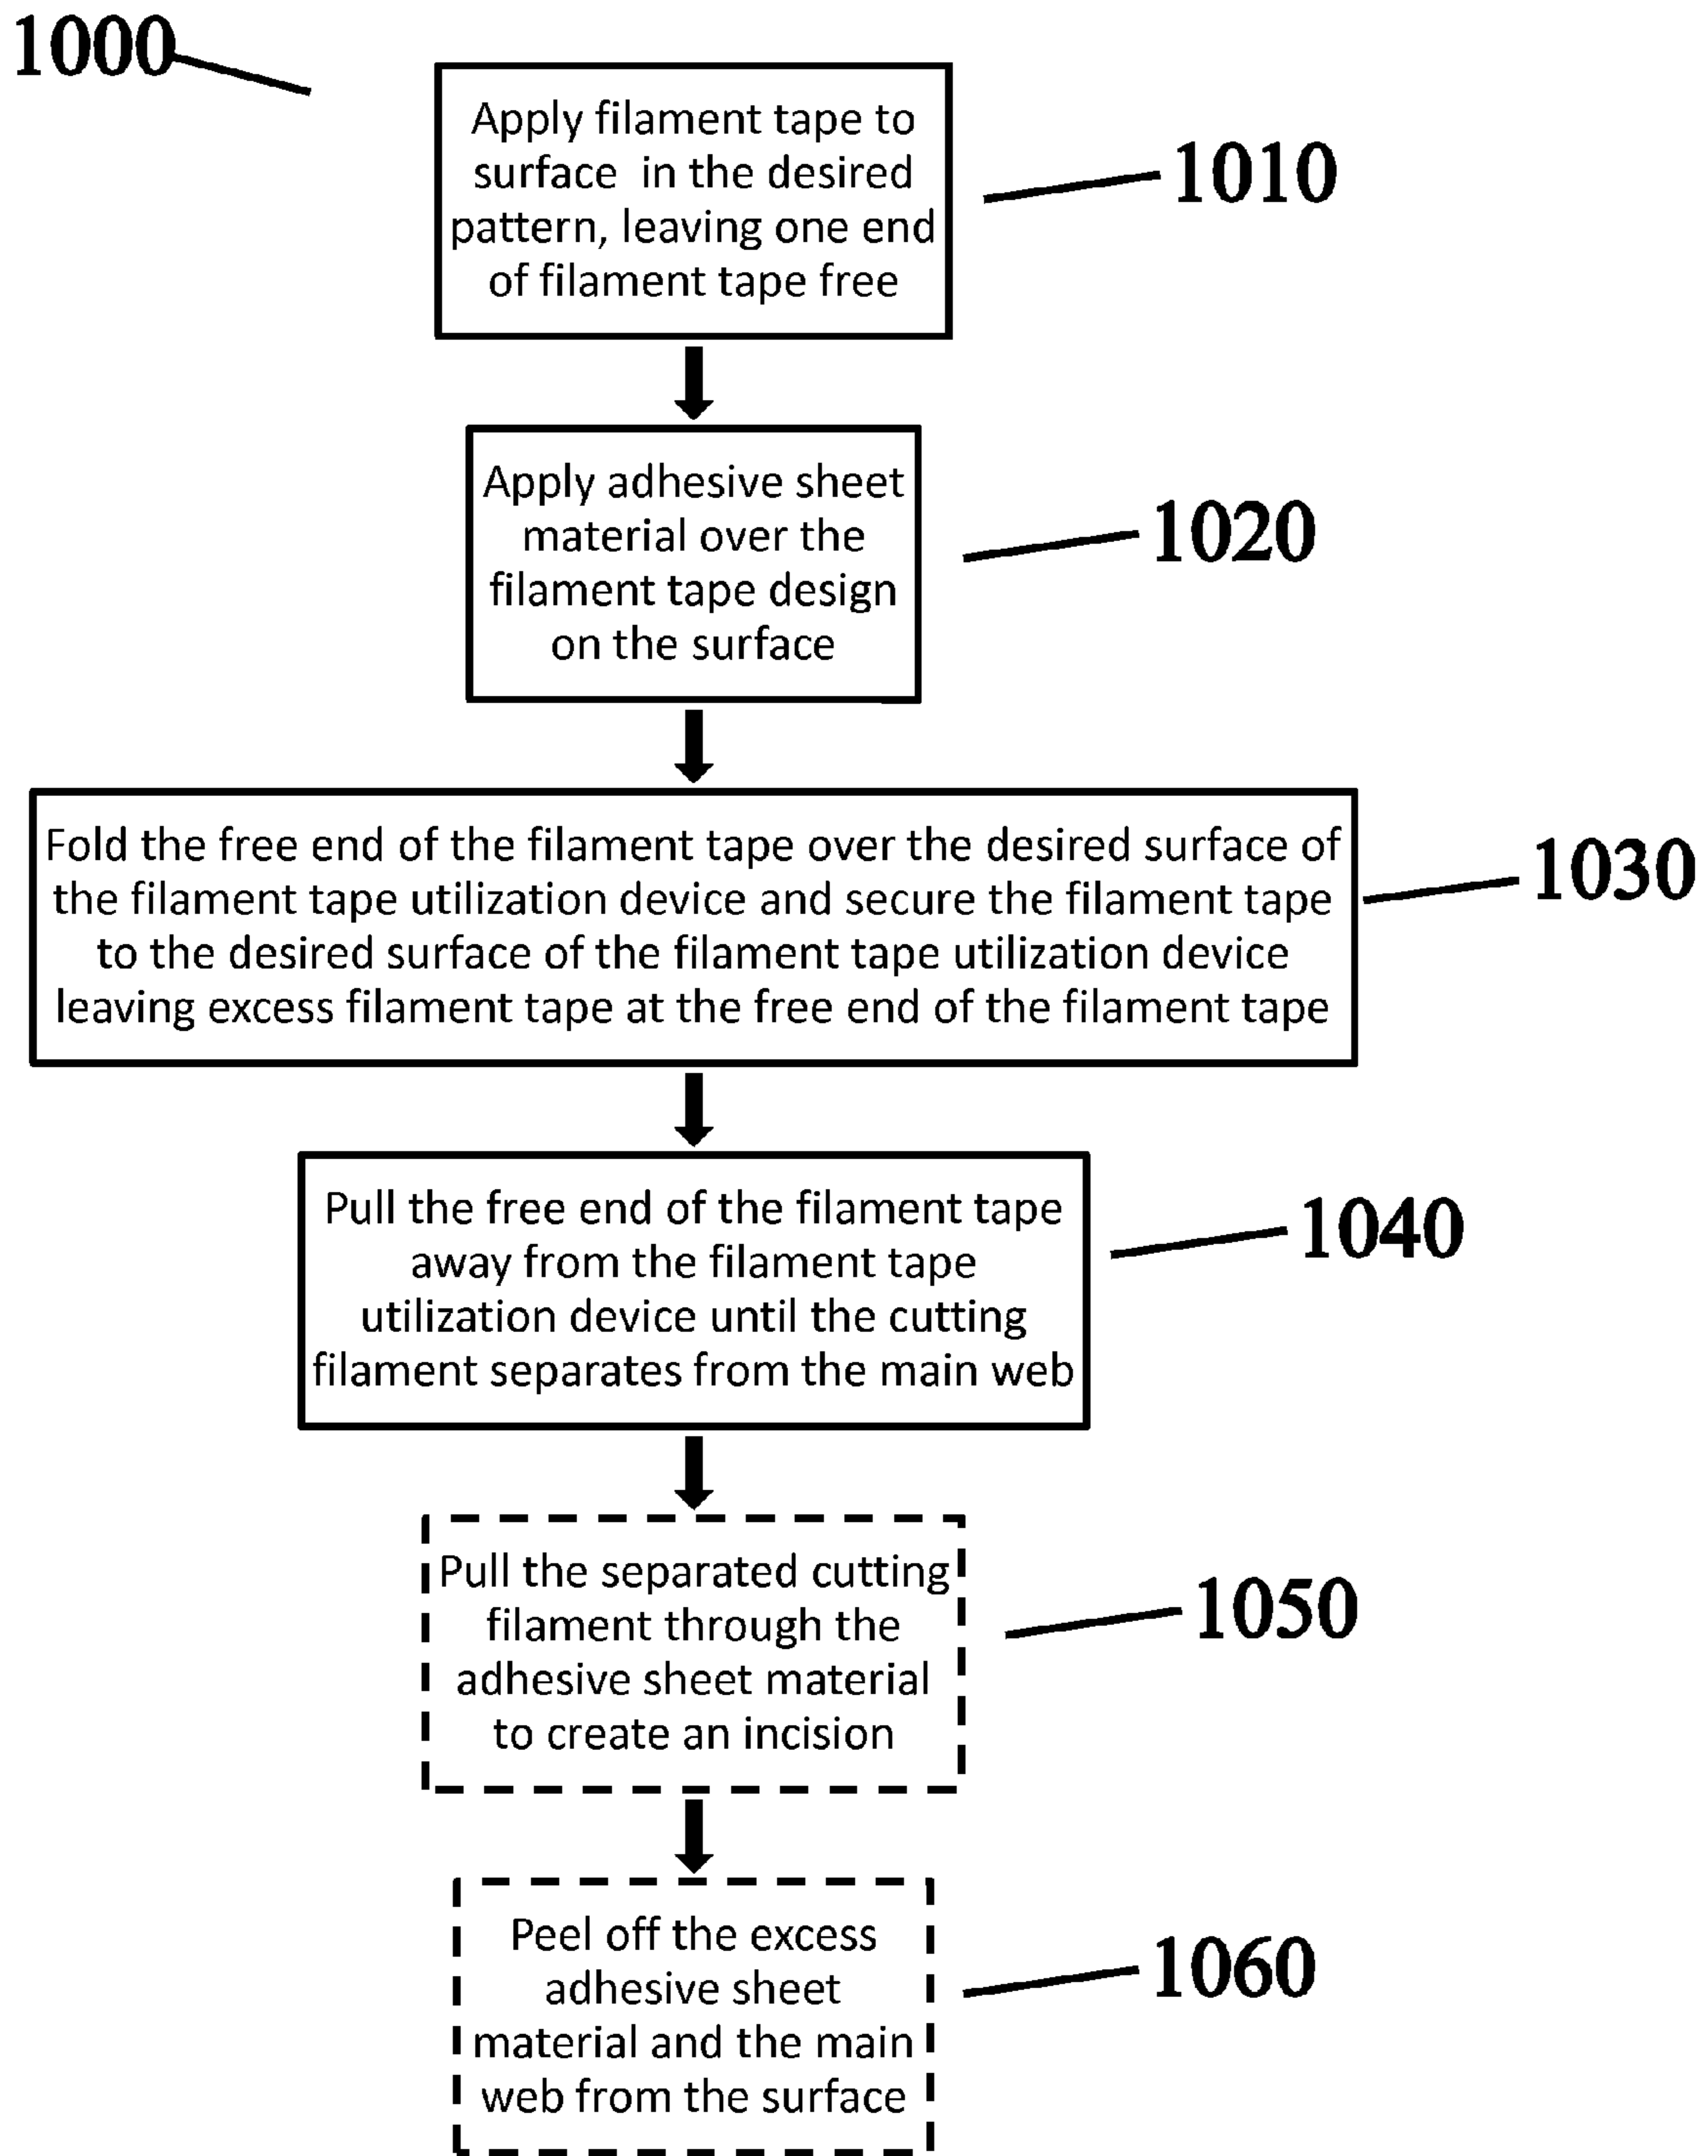 1000
Apply filament tape to
surface in the desired
pattern, leaving one end
of filament tape free
1010
Apply adhesive sheet
material over the
filament tape design
on the surface
1020
Fold the free end of the filament tape over the desired surface of
the filament tape utilization device and secure the filament tape
to the desired surface of the filament tape utilization device
leaving excess filament tape at the free end of the filament tape
1030
Pull the free end of the filament tape
away from the filament tape
utilization device until the cutting
filament separates from the main web
1040
Pull the separated cutting
filament through the
adhesive sheet material
to create an incision
1050
Peel off the excess
adhesive sheet
material and the main
web from the surface
1060